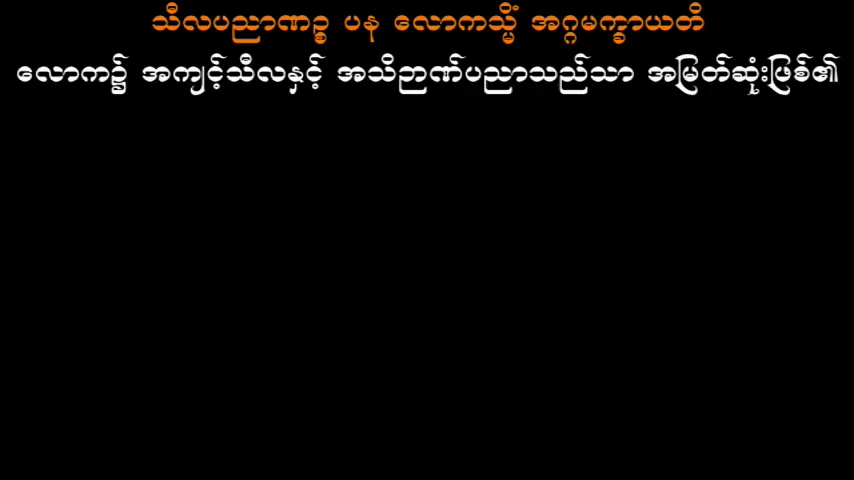 သီလပညာဏဉ္စ ပန လောကသ္မိံ အဂ္ဂမက္ခာယတိ
လောက၌ အကျင့်သီလနှင့် အသိဉာဏ်ပညာသည်သာ အမြတ်ဆုံးဖြစ်၏